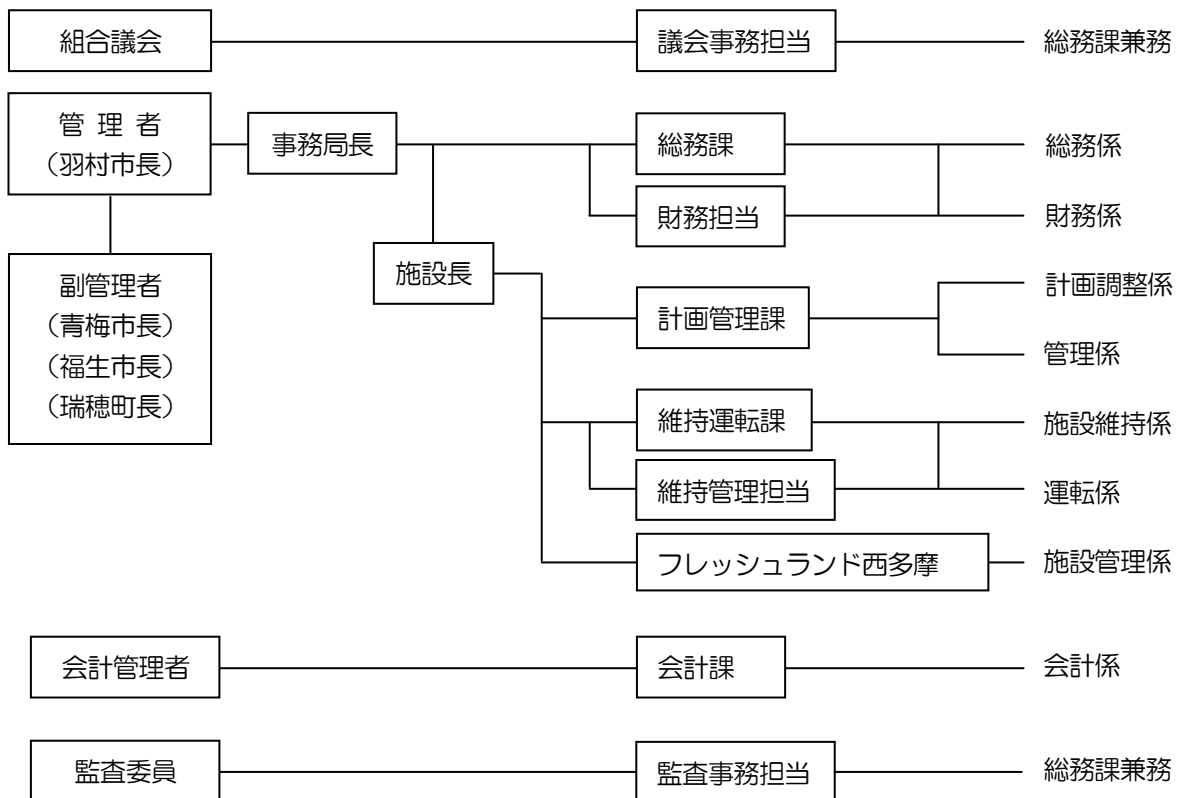 組合議会
議会事務担当
総務課兼務
管 理 者
（羽村市長）
事務局長
総務課
総務係
財務担当
財務係
副管理者
（青梅市長）
（福生市長）
（瑞穂町長）
施設長
計画管理課
計画調整係
管理係
維持運転課
施設維持係
維持管理担当
運転係
フレッシュランド西多摩
施設管理係
会計管理者
会計課
会計係
監査委員
監査事務担当
総務課兼務